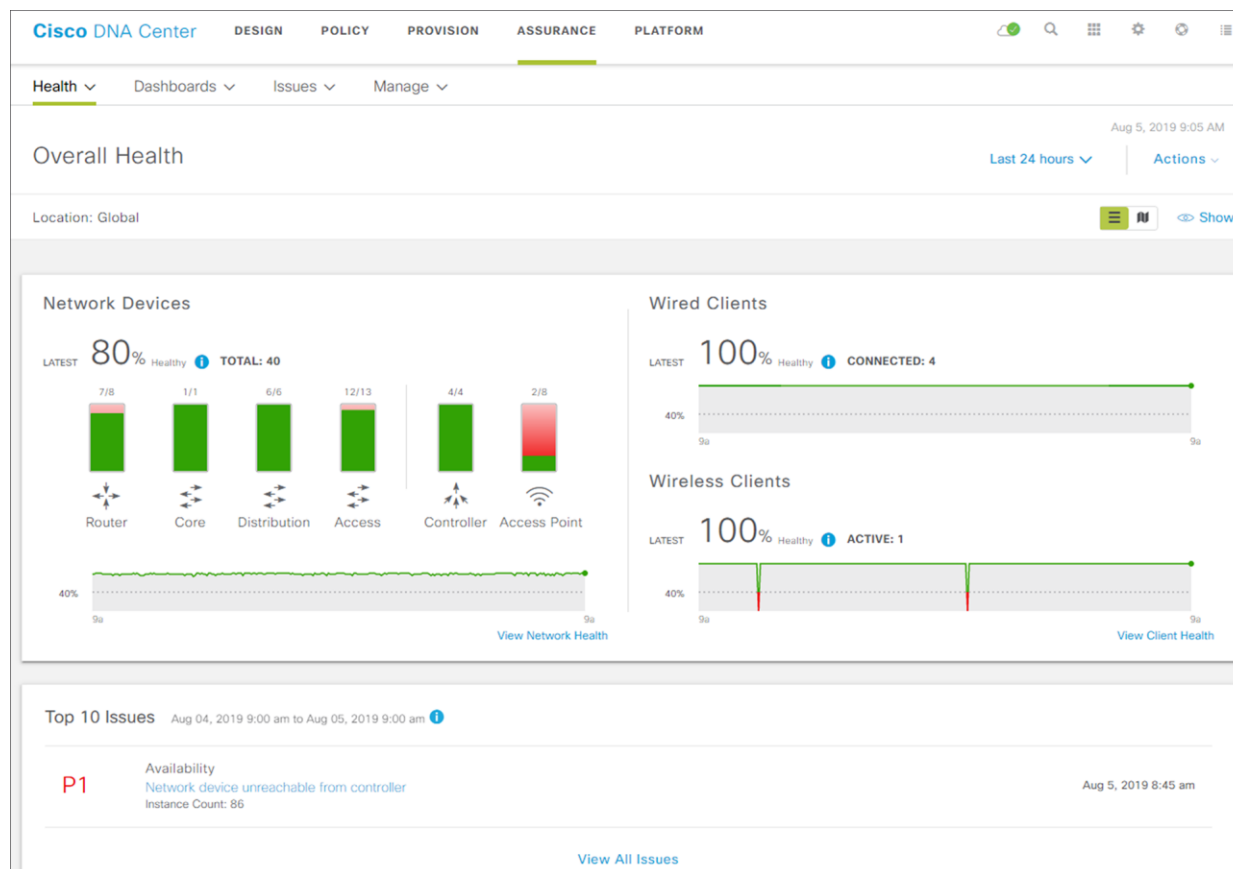 Cisco DNA Center DESIGN POLICY PROVISION ASSURANCE PLATFORM
Health Dashboards Issues Manage
Aug 5, 2019 9:05 AM
Overall Health
Last 24 hours Actions
Location: Global
Show
Network Devices
LATEST 80% Healthy TOTAL: 40
7/8 1/1 6/6 12/13 4/4 2/8
Router Core Distribution Access Controller Access Point
40%
9a 9a
View Network Health
Wired Clients
LATEST 100% Healthy CONNECTED: 4
40%
9a 9a
Wireless Clients
LATEST 100% Healthy ACTIVE: 1
40%
9a 9a
View Client Health
Top 10 Issues Aug 04, 2019 9:00 am to Aug 05, 2019 9:00 am
P1
Availability
Network device unreachable from controller
Instance Count: 86
Aug 5, 2019 8:45 am
View All Issues